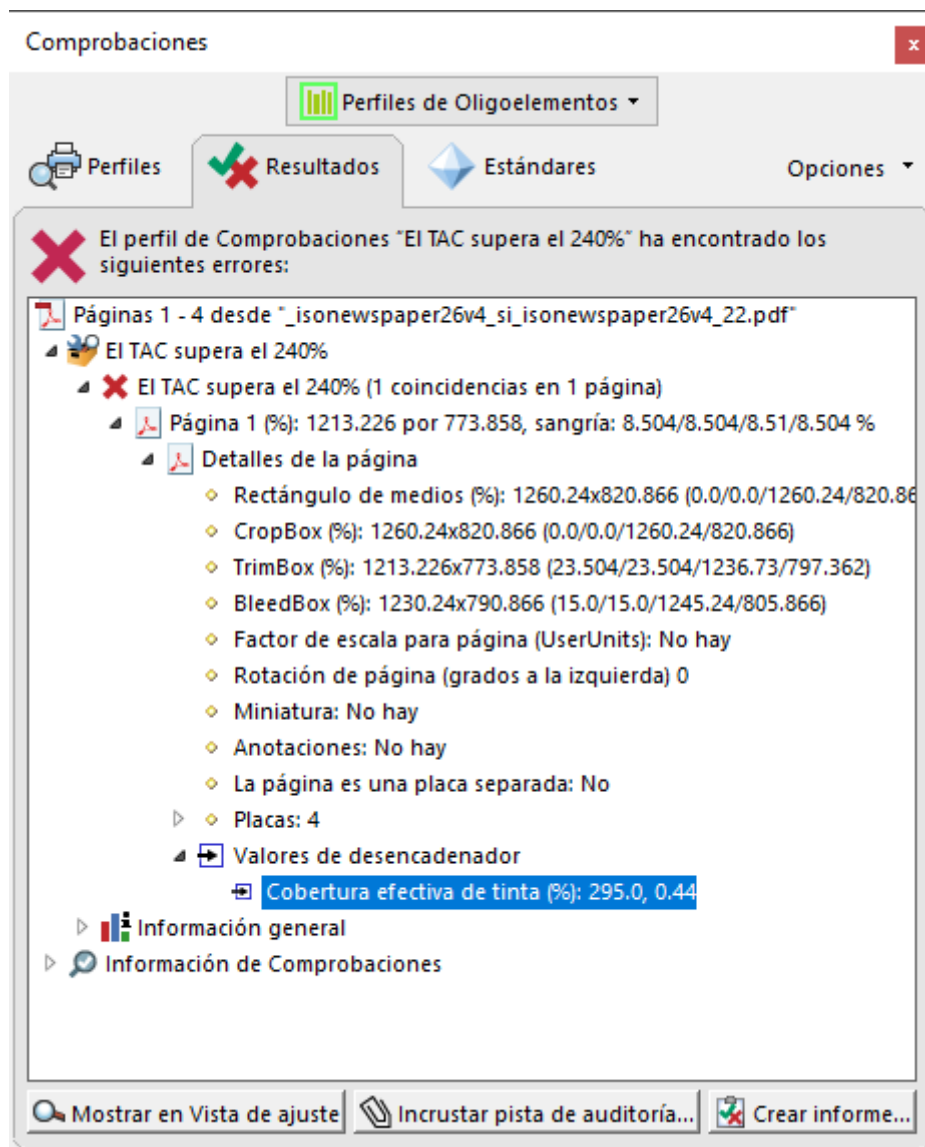 Comprobaciones
x
Perfiles de Oligoelementos
Perfiles
Resultados
Estándares
Opciones
El perfil de Comprobaciones "El TAC supera el 240%" ha encontrado los
siguientes errores:
Páginas 1 - 4 desde "_isonewspaper26v4_si_isonewspaper26v4_22.pdf"
El TAC supera el 240%
El TAC supera el 240% (1 coincidencias en 1 página)
Página 1 (%): 1213.226 por 773.858, sangría: 8.504/8.504/8.51/8.504 %
Detalles de la página
Rectángulo de medios (%): 1260.24x820.866 (0.0/0.0/1260.24/820.86
CropBox (%): 1260.24x820.866 (0.0/0.0/1260.24/820.866)
TrimBox (%): 1213.226x773.858 (23.504/23.504/1236.73/797.362)
BleedBox (%): 1230.24x790.866 (15.0/15.0/1245.24/805.866)
Factor de escala para página (UserUnits): No hay
Rotación de página (grados a la izquierda) 0
Miniatura: No hay
Anotaciones: No hay
La página es una placa separada: No
Placas: 4
Valores de desencadenador
Cobertura efectiva de tinta (%): 295.0, 0.44
Información general
Información de Comprobaciones
Mostrar en Vista de ajuste
Incrustar pista de auditoría...
Crear informe...